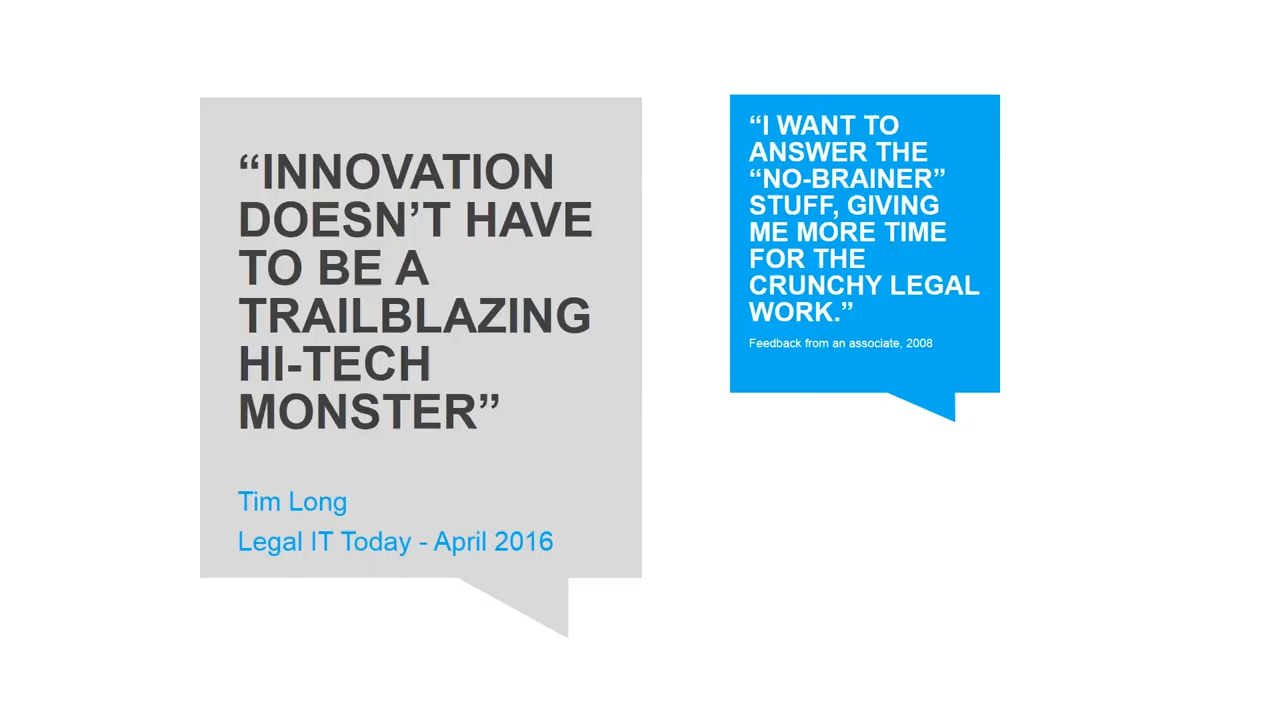 “INNOVATION
DOESN’T HAVE
TO BE A
TRAILBLAZING
HI-TECH
MONSTER”
Tim Long
Legal IT Today - April 2016
“I WANT TO
ANSWER THE
“NO-BRAINER”
STUFF, GIVING
ME MORE TIME
FOR THE
CRUNCHY LEGAL
WORK.”
Feedback from an associate, 2008